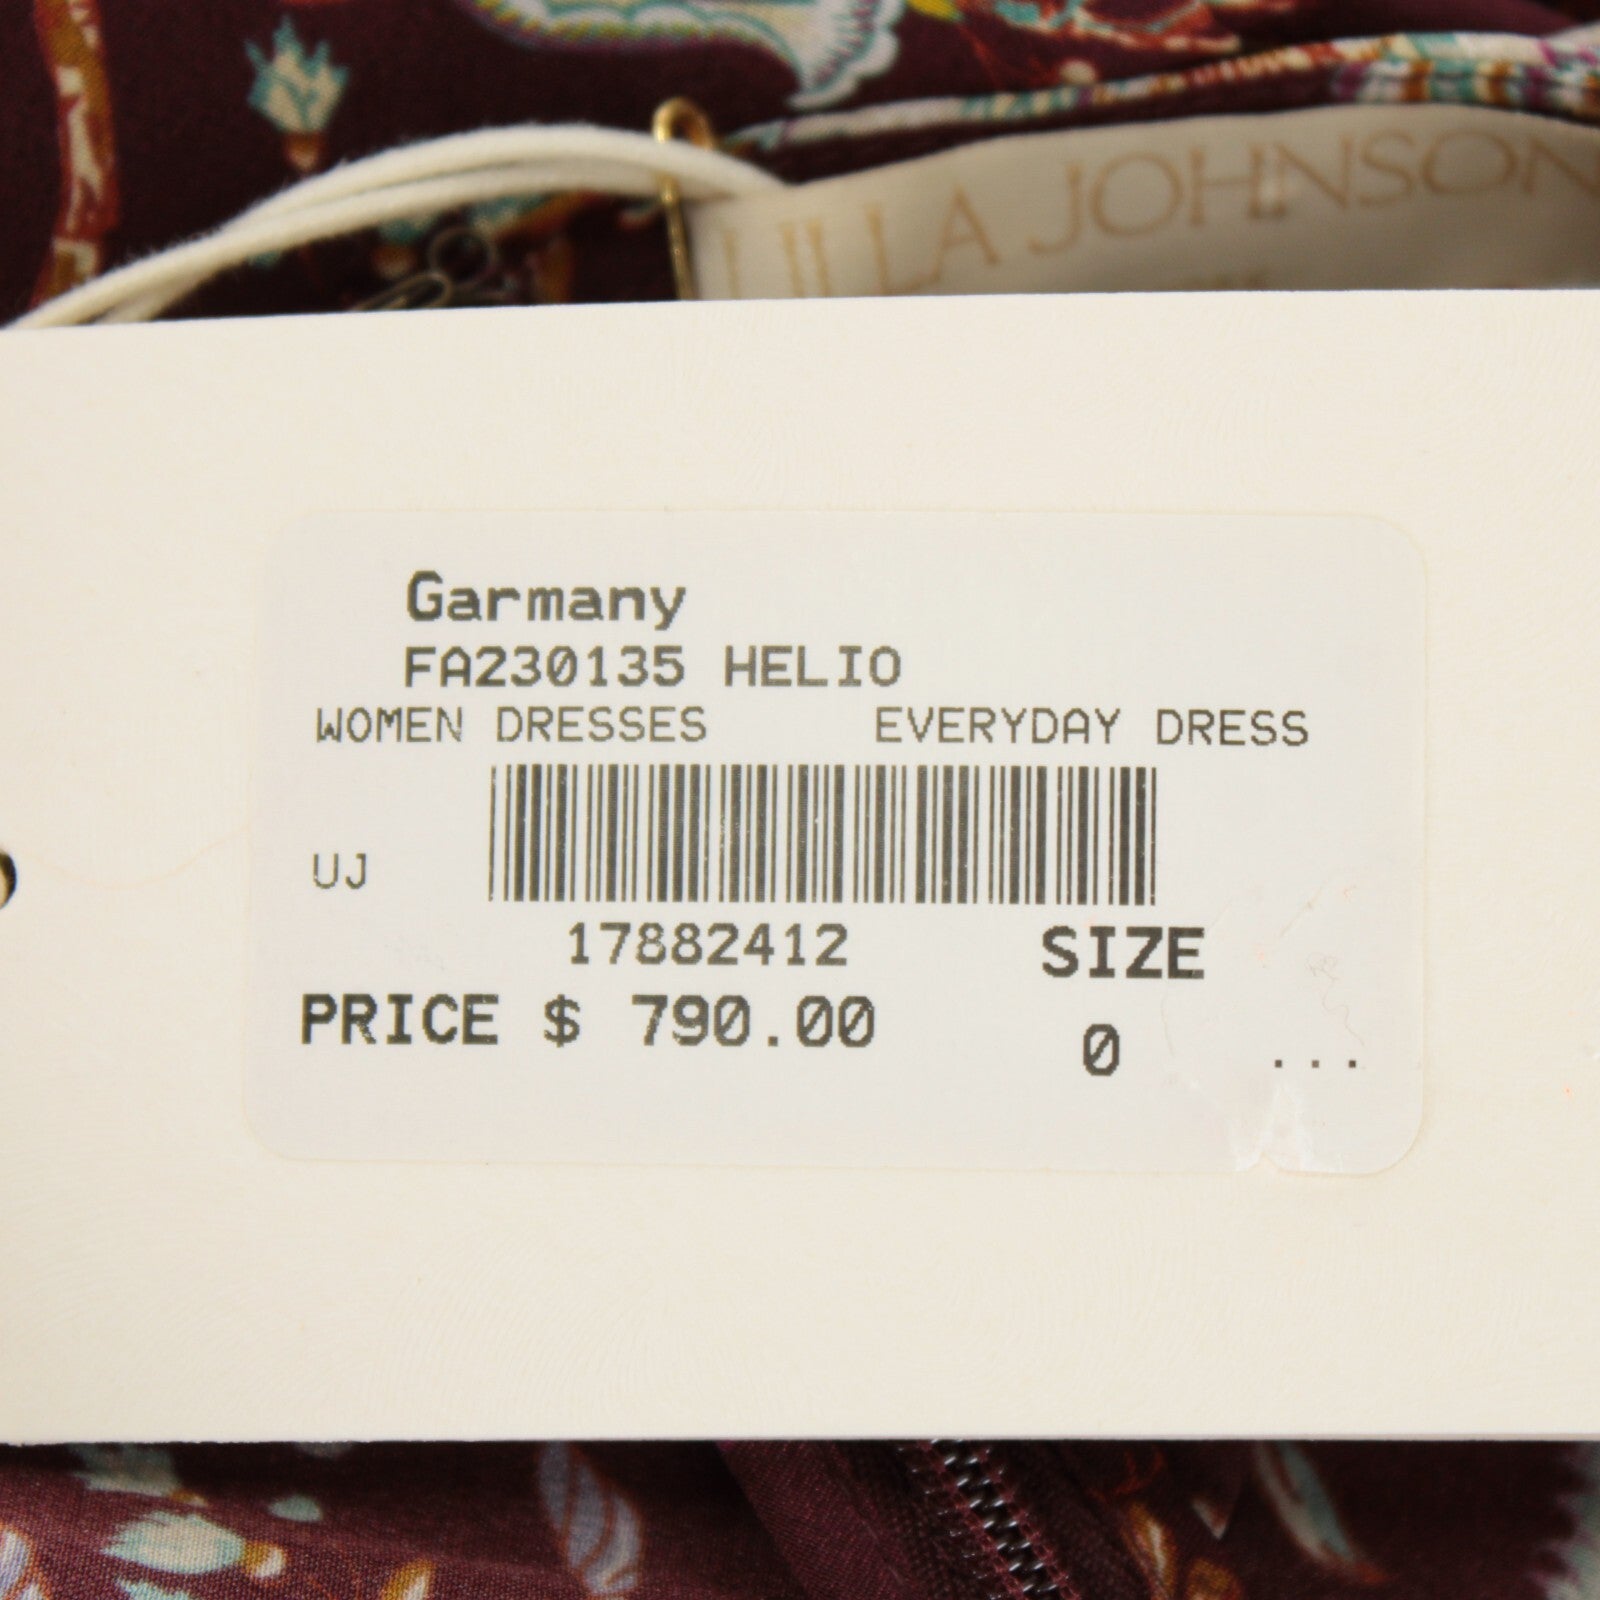 ULLA JOHNSON
Garmany
FA230135 HELIO
WOMEN DRESSES EVERYDAY DRESS
UJ
17882412 SIZE
PRICE $ 790.00 0 ...